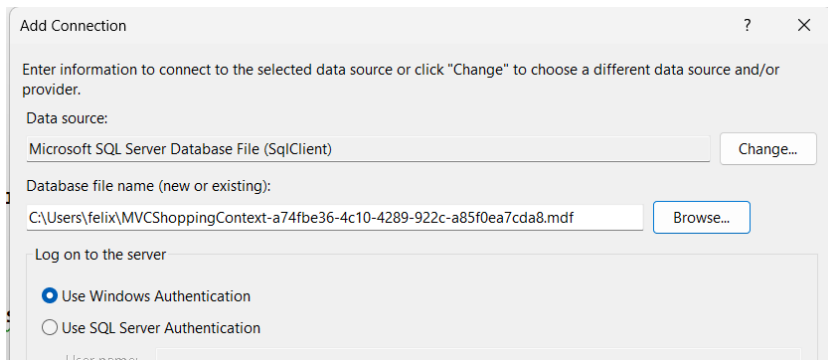 Add Connection
?
Enter information to connect to the selected data source or click "Change" to choose a different data source and/or
provider.
Data source:
Microsoft SQL Server Database File (SqlClient)
Change...
Database file name (new or existing):
C:\Users\felix\MVCShoppingContext-a74fbe36-4c10-4289-922c-a85f0ea7cda8.mdf
Browse...
Log on to the server
Use Windows Authentication
Use SQL Server Authentication
User name: